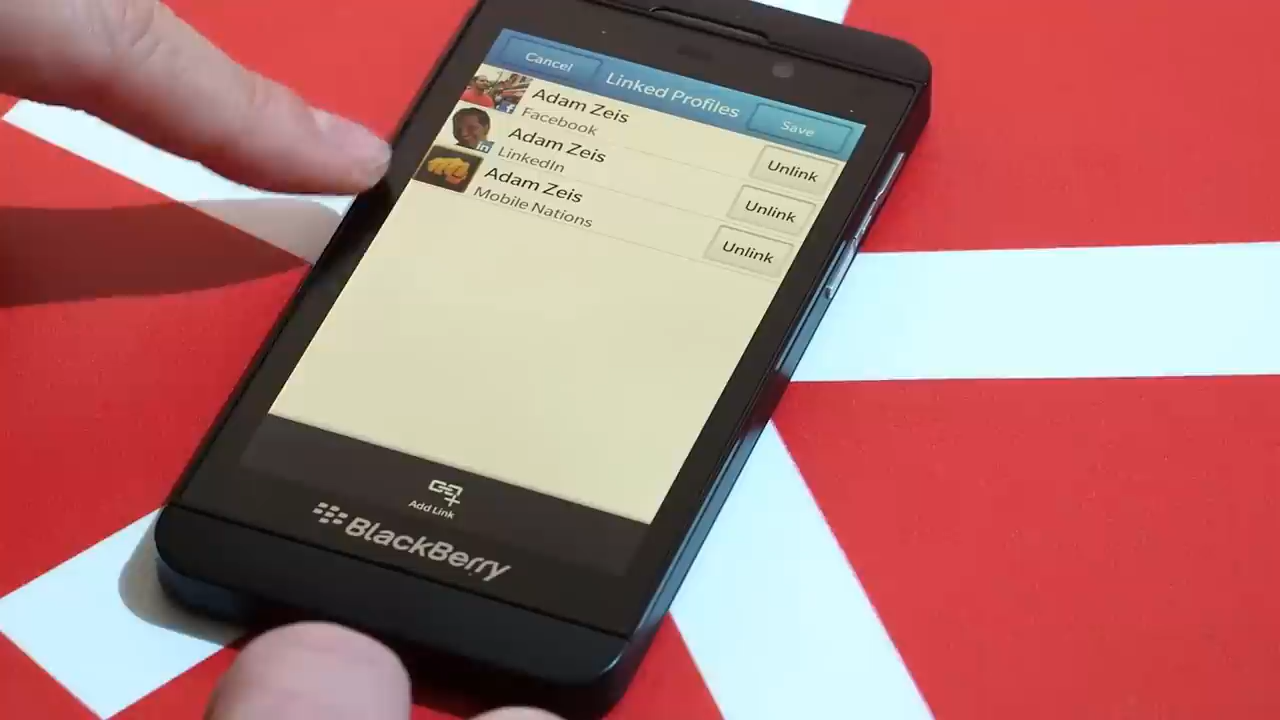 Cancel
Linked Profiles
Save
Adam Zeis
Facebook
Unlink
Adam Zeis
LinkedIn
Unlink
Adam Zeis
Mobile Nations
Unlink
Add Link
BlackBerry